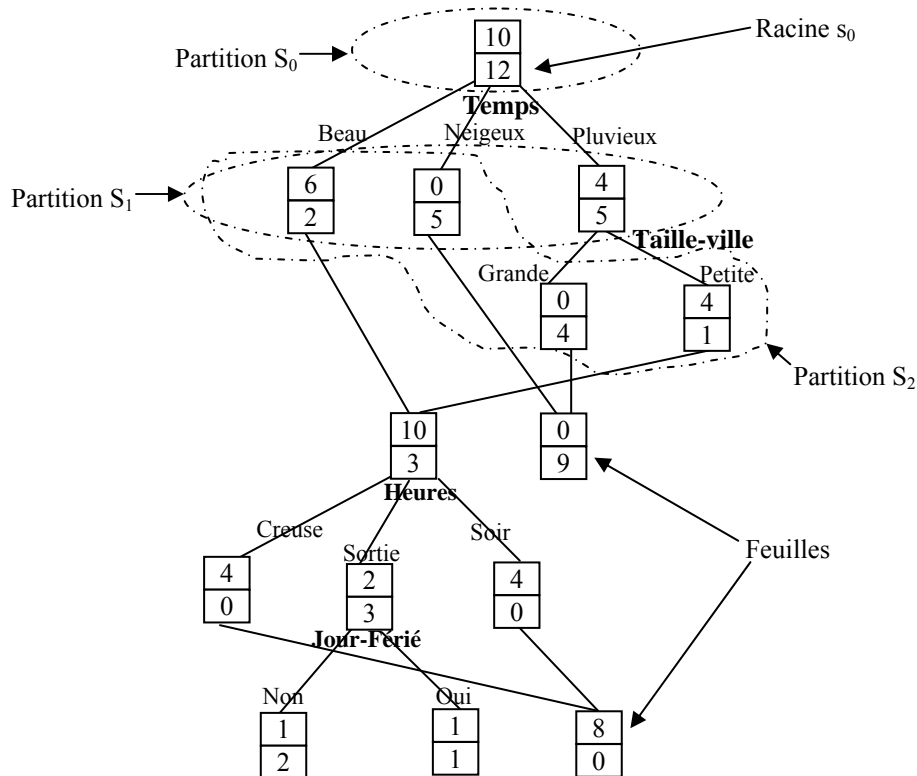 10
Racine s0
Partition S0
12
Temps
Beau
Neigeux
Pluvieux
6
0
4
Partition S1
2
5
5
Taille-ville
Grande
Petite
0
4
4
1
Partition S2
10
0
3
9
Heures
Creuse
Sortie
Soir
Feuilles
4
2
4
0
3
0
Jour-Ferié
Non
Oui
1
1
8
2
1
0